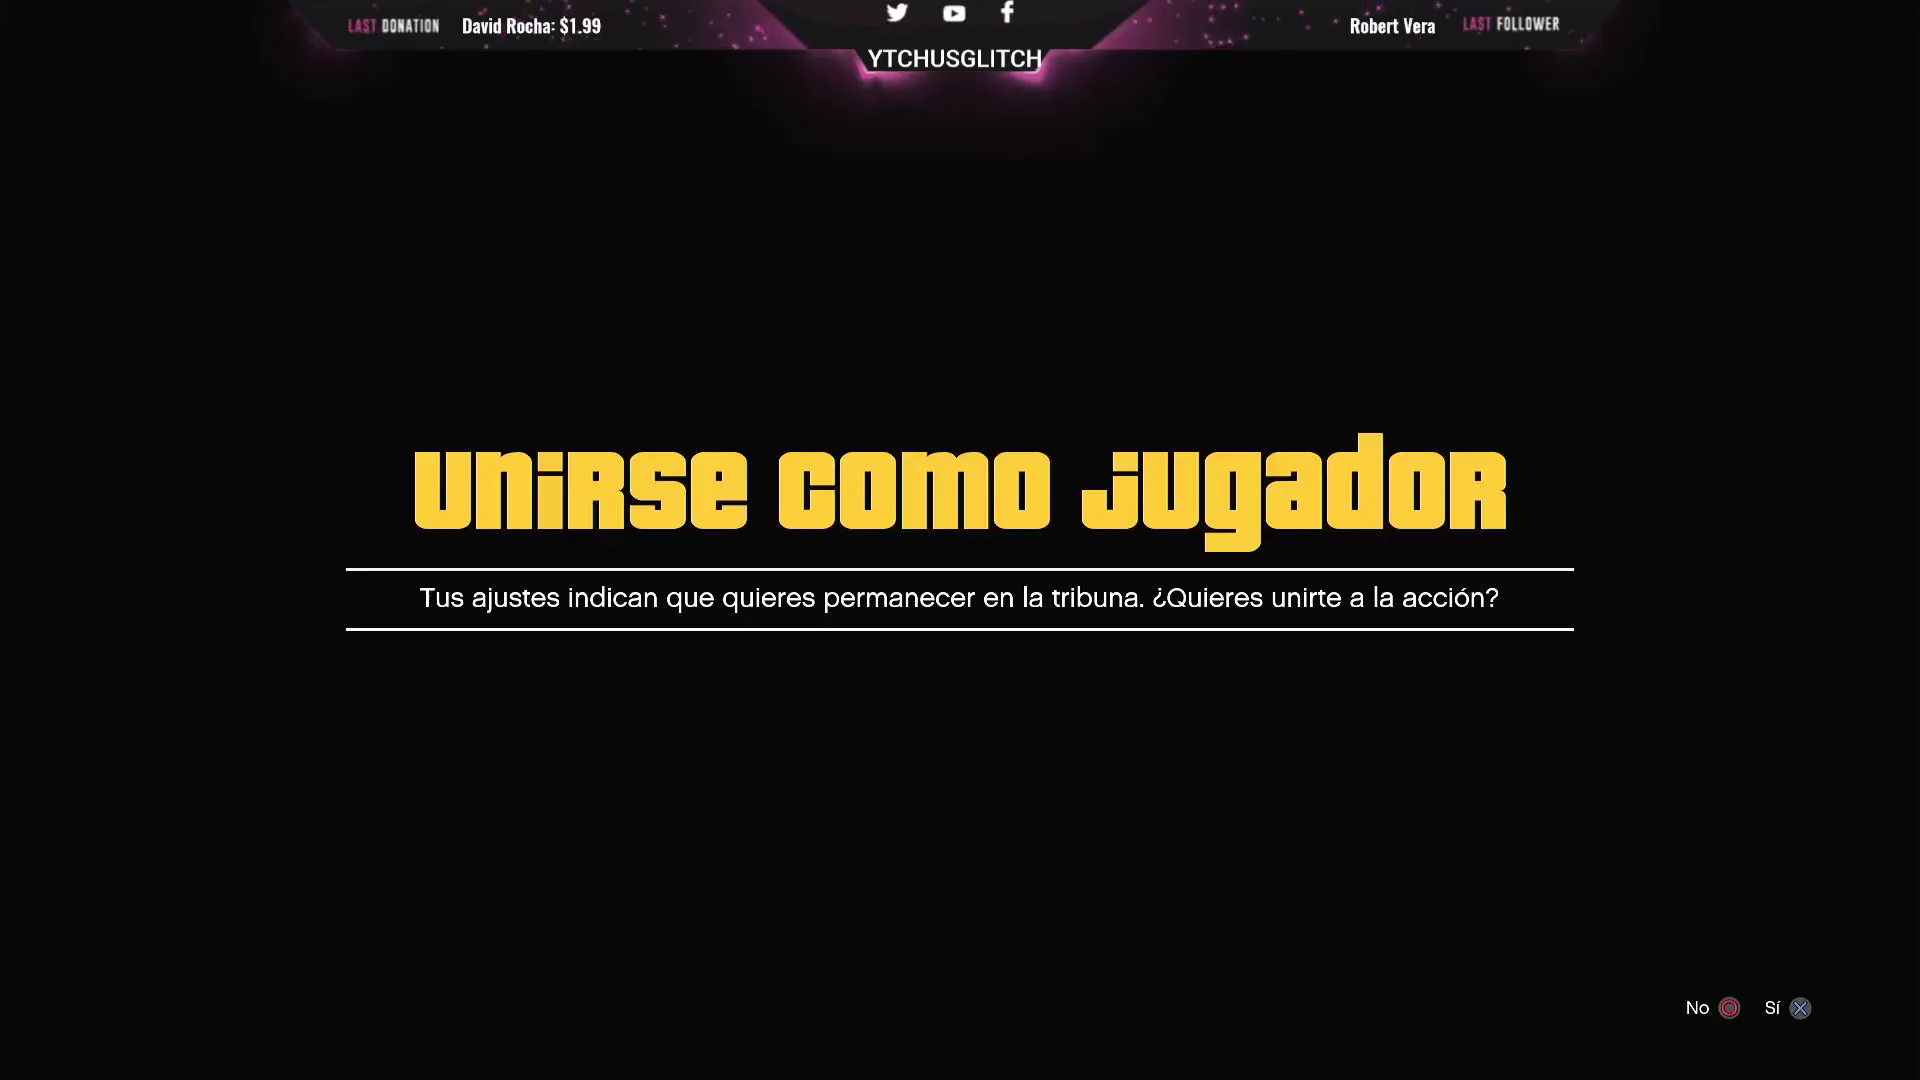 LAST DONATION David Rocha: $1.99
Robert Vera LAST FOLLOWER
YTCHUSGLITCH
UNIRSE COMO JUGADOR
Tus ajustes indican que quieres permanecer en la tribuna. ¿Quieres unirte a la acción?
No Sí